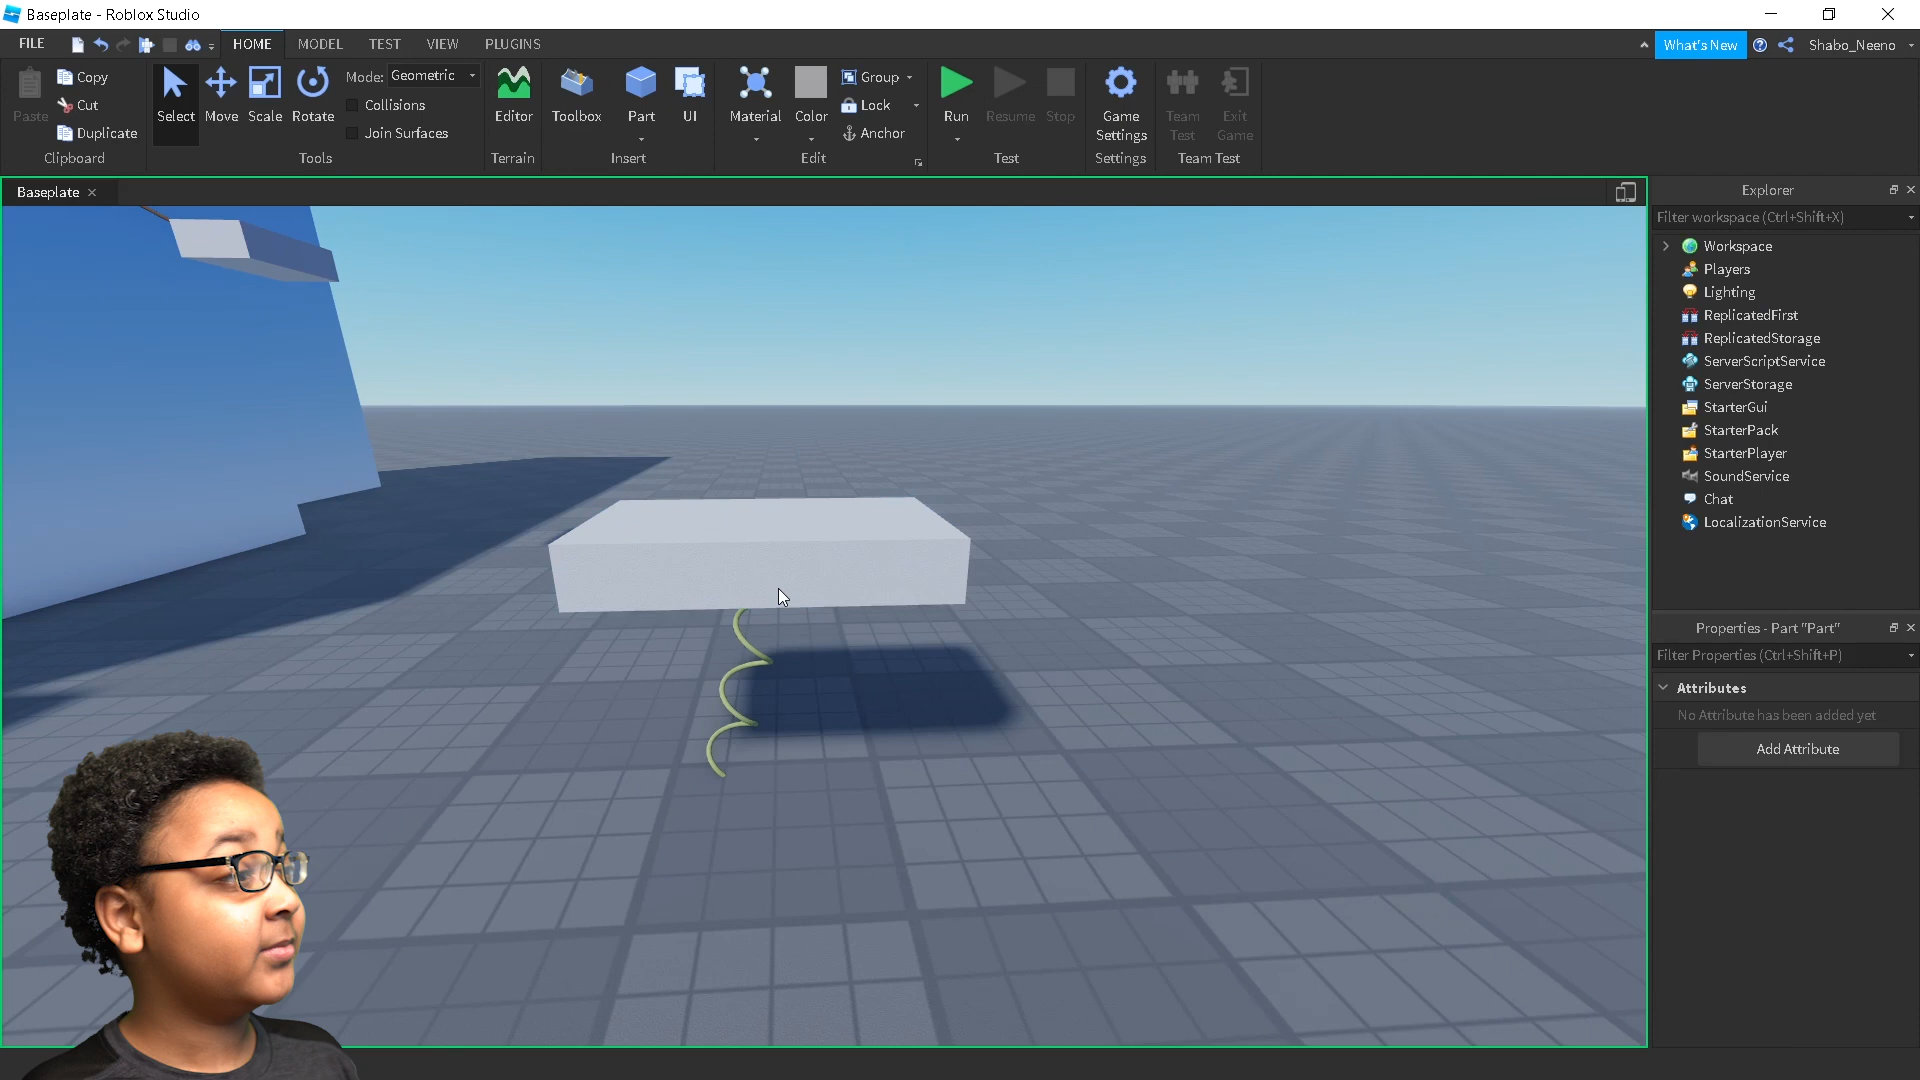 Baseplate - Roblox Studio
FILE HOME MODEL TEST VIEW PLUGINS What's New Shabo_Neeno
Paste Copy Cut Duplicate Clipboard
Select Move Scale Rotate Mode: Geometric Collisions Join Surfaces Tools
Editor Terrain
Toolbox Part UI Insert
Material Color Group Lock Anchor Edit
Run Resume Stop Test
Game Settings Settings
Team Test Exit Game Team Test
Baseplate
Explorer
Filter workspace (Ctrl+Shift+X)
Workspace
Players
Lighting
ReplicatedFirst
ReplicatedStorage
ServerScriptService
ServerStorage
StarterGui
StarterPack
StarterPlayer
SoundService
Chat
LocalizationService
Properties - Part "Part"
Filter Properties (Ctrl+Shift+P)
Attributes
No Attribute has been added yet
Add Attribute